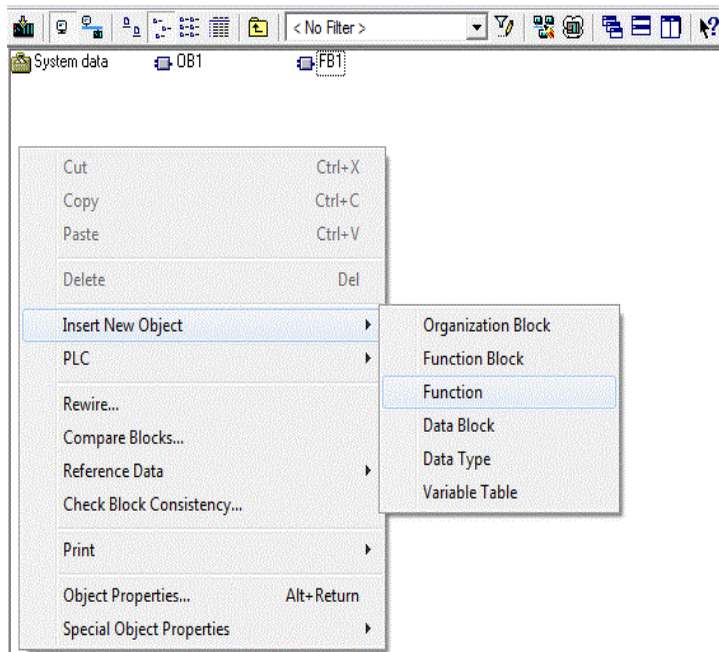 < No Filter >
System data OB1 FB1
Cut Ctrl+X
Copy Ctrl+C
Paste Ctrl+V
Delete Del
Insert New Object
PLC
Rewire...
Compare Blocks...
Reference Data
Check Block Consistency...
Print
Object Properties... Alt+Return
Special Object Properties
Organization Block
Function Block
Function
Data Block
Data Type
Variable Table